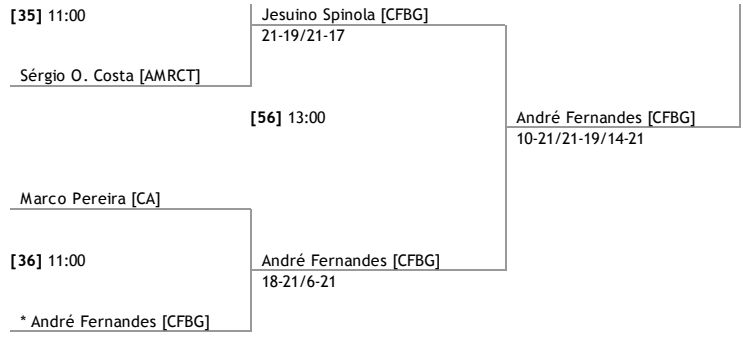 [35] 11:00
Jesuino Spinola [CFBG]
21-19/21-17
Sérgio O. Costa [AMRCT]
[56] 13:00
André Fernandes [CFBG]
10-21/21-19/14-21
Marco Pereira [CA]
[36] 11:00
André Fernandes [CFBG]
18-21/6-21
* André Fernandes [CFBG]